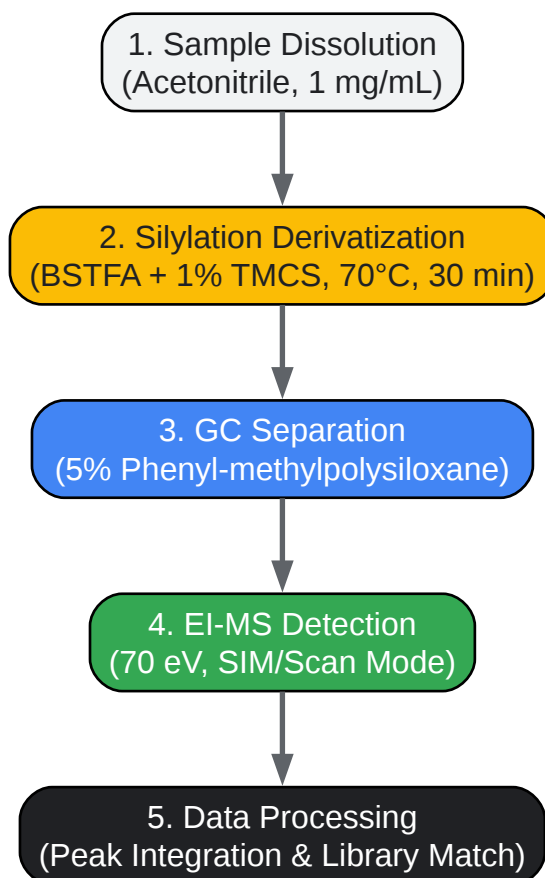 1. Sample Dissolution
(Acetonitrile, 1 mg/mL)
2. Silylation Derivatization
(BSTFA + 1% TMCS, 70°C, 30 min)
3. GC Separation
(5% Phenyl-methylpolysiloxane)
4. EI-MS Detection
(70 eV, SIM/Scan Mode)
5. Data Processing
(Peak Integration & Library Match)